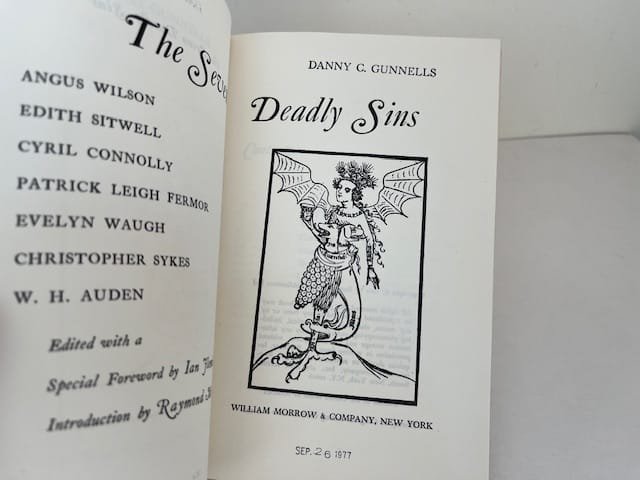 The Seve
ANGUS WILSON
EDITH SITWELL
CYRIL CONNOLLY
PATRICK LEIGH FERMOR
EVELYN WAUGH
CHRISTOPHER SYKES
W. H. AUDEN
Edited with a
Special Foreword by Ian
Introduction by Raymond
DANNY C. GUNNELLS
Deadly Sins
WILLIAM MORROW & COMPANY, NEW YORK
SEP. 26 1977